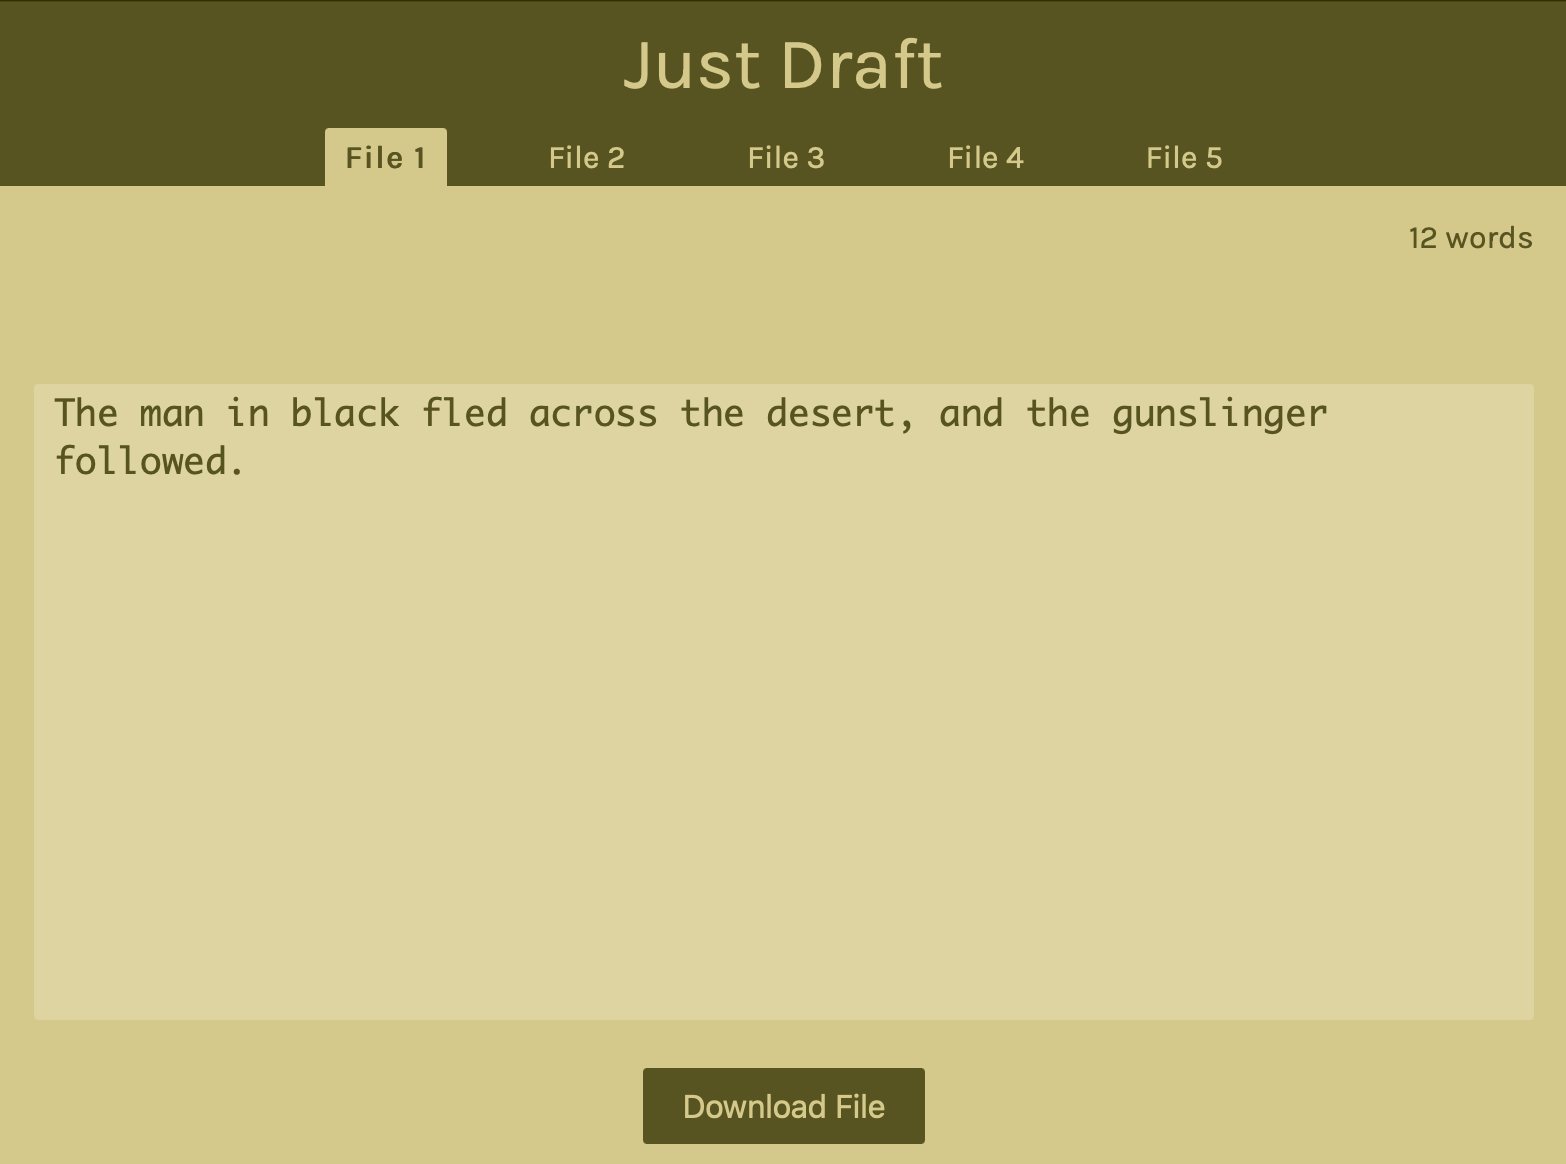 Just Draft
File 1
File 2
File 3
File 4
File 5
12 words
The man in black fled across the desert, and the gunslinger
followed.
Download File